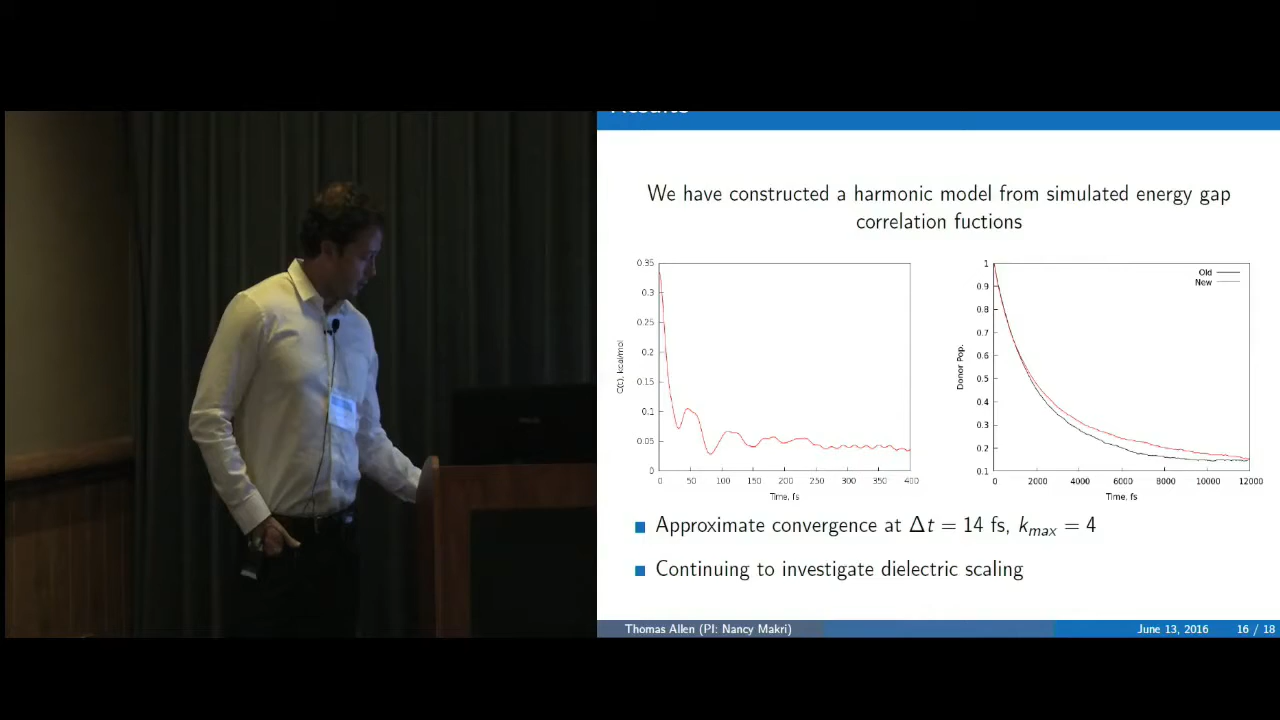 Results
We have constructed a harmonic model from simulated energy gap
correlation fuctions
0.35
0.3
0.25
0.2
0.15
0.1
0.05
0
C(t), kcal/mol
0 50 100 150 200 250 300 350 400
Time, fs
1
0.9
0.8
0.7
0.6
0.5
0.4
0.3
0.2
0.1
Donor Pop.
Old
New
0 2000 4000 6000 8000 10000 12000
Time, fs
Approximate convergence at Δt = 14 fs, kmax = 4
Continuing to investigate dielectric scaling
Thomas Allen (PI: Nancy Makri) June 13, 2016 16 / 18